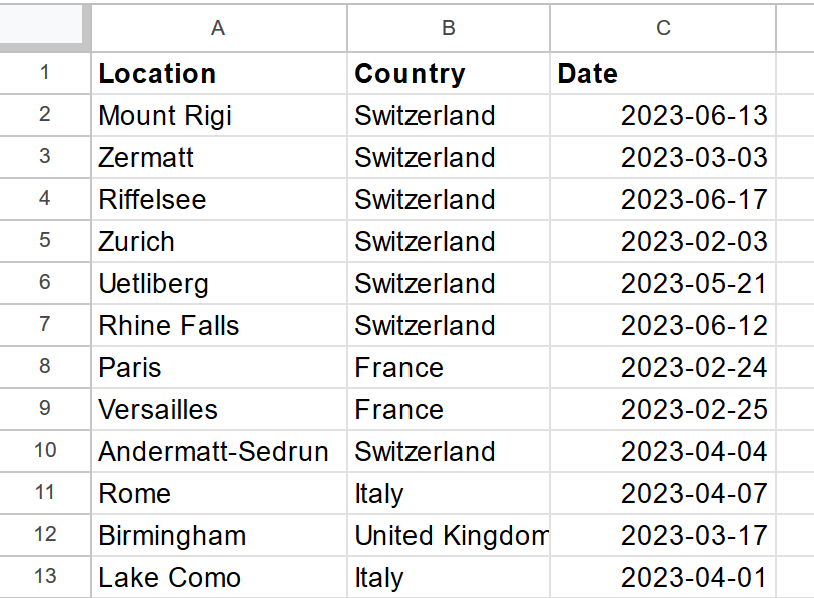 A B C
1 Location Country Date
2 Mount Rigi Switzerland 2023-06-13
3 Zermatt Switzerland 2023-03-03
4 Riffelsee Switzerland 2023-06-17
5 Zurich Switzerland 2023-02-03
6 Uetliberg Switzerland 2023-05-21
7 Rhine Falls Switzerland 2023-06-12
8 Paris France 2023-02-24
9 Versailles France 2023-02-25
10 Andermatt-Sedrun Switzerland 2023-04-04
11 Rome Italy 2023-04-07
12 Birmingham United Kingdom 2023-03-17
13 Lake Como Italy 2023-04-01